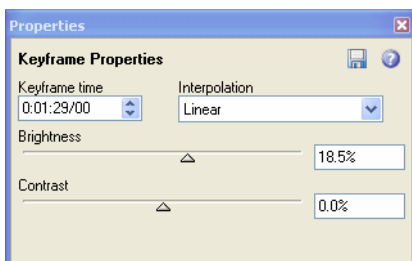 Properties
Keyframe Properties
Keyframe time
Interpolation
0:01:29/00
Linear
Brightness
18.5%
Contrast
0.0%